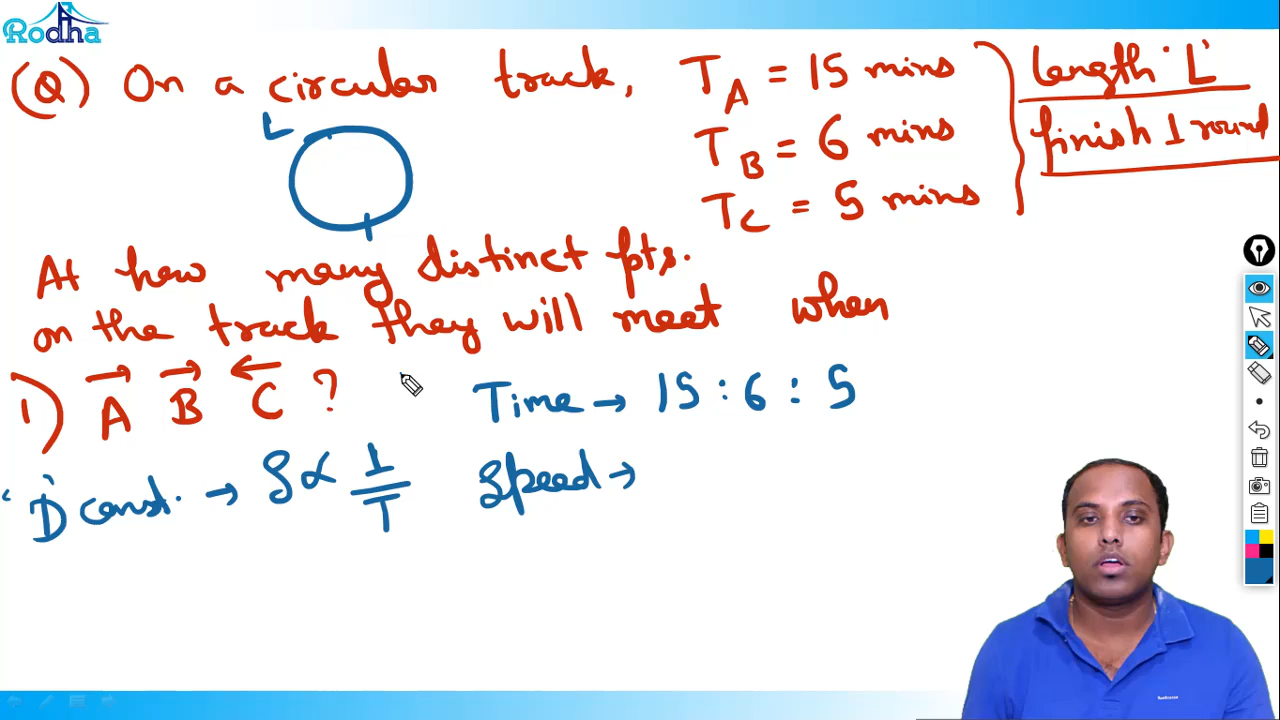 Rodha
(Q) On a circular track,
T_A = 15 mins
T_B = 6 mins
T_C = 5 mins
length 'L'
finish 1 round
L
At how many distinct pts.
on the track they will meet when
1) A B C ?
Time → 15 : 6 : 5
'D' const. → S ∝ 1/T
Speed →